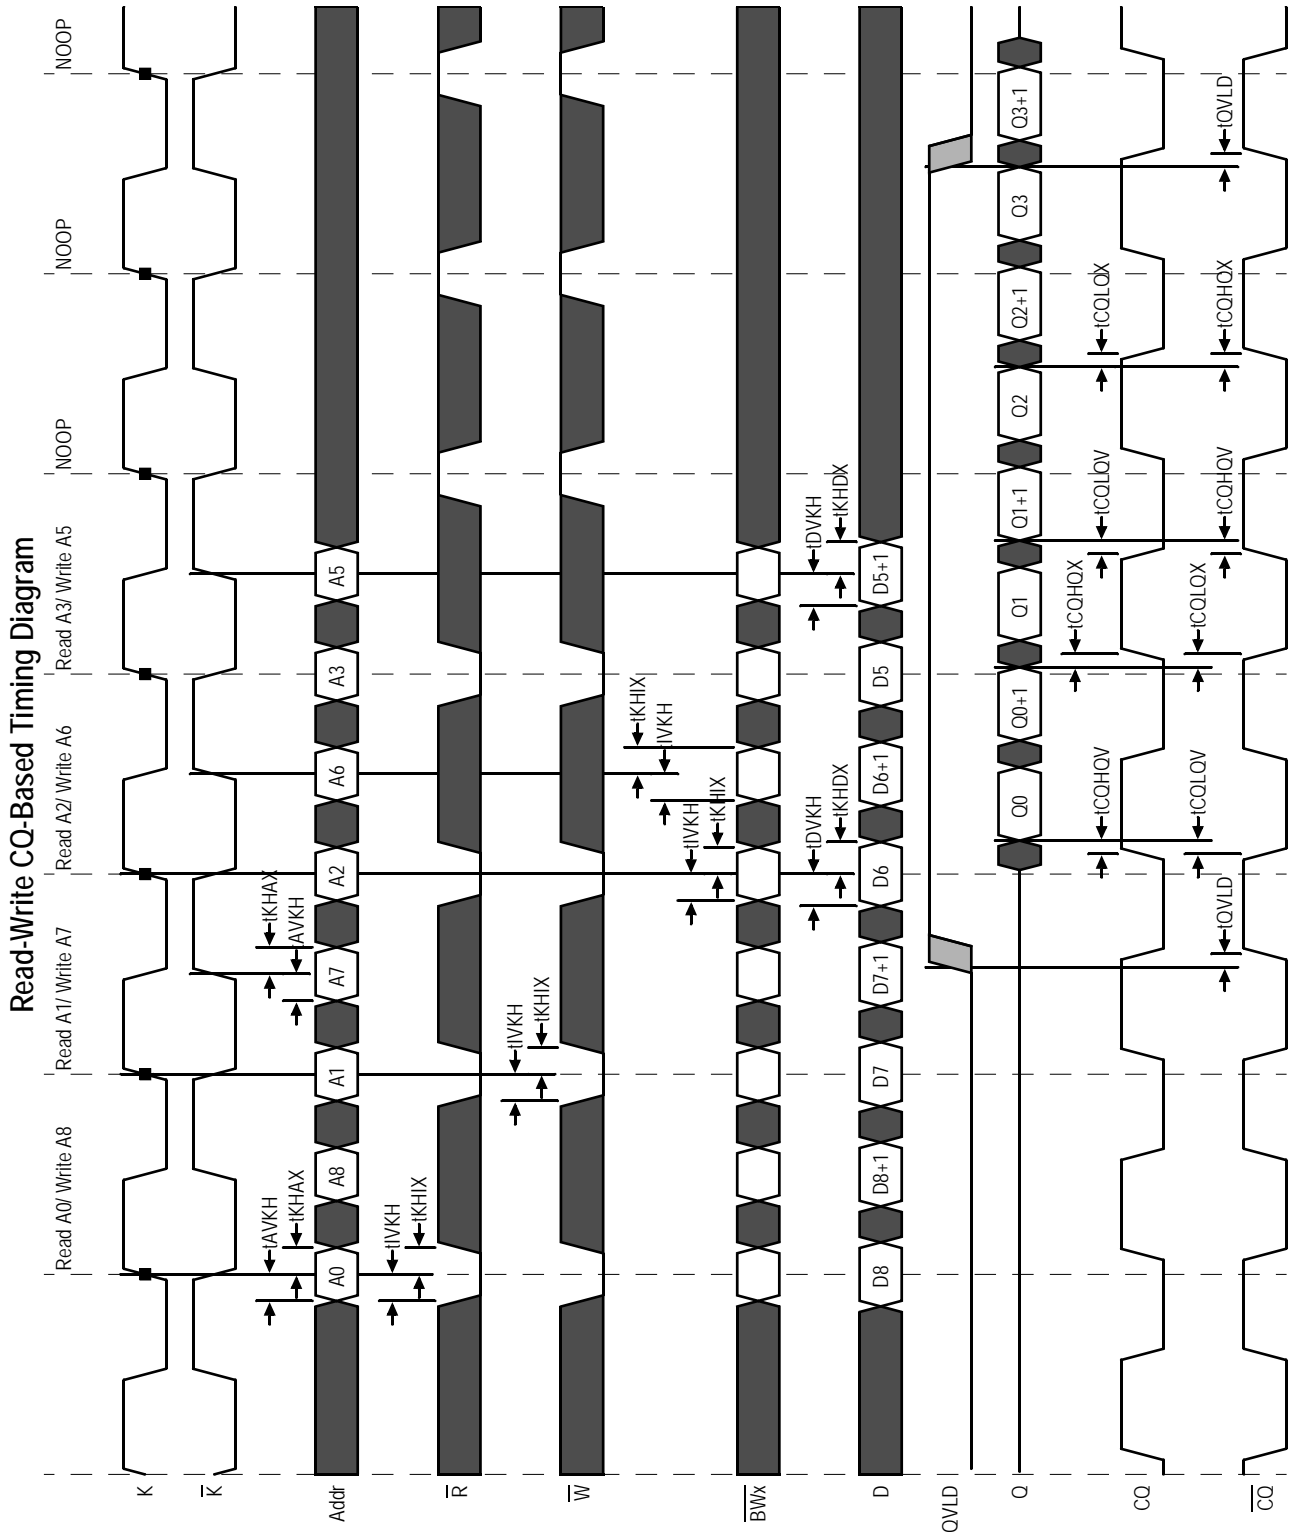 Read-Write CQ-Based Timing Diagram
Read A0/ Write A8
Read A1/ Write A7
Read A2/ Write A6
Read A3/ Write A5
NOOP
NOOP
NOOP
K
K
tAVKH
tKHAX
tKHAX
tAVKH
Addr
A0
A8
A1
A7
A2
A6
A3
A5
tIVKH
tKHIX
R
tIVKH
tKHIX
W
tKHIX
tIVKH
tIVKH
tKHIX
BWx
tDVKH
tKHDX
tDVKH
tKHDX
D
D8
D8+1
D7
D7+1
D6
D6+1
D5
D5+1
QVLD
Q
Q0
Q0+1
Q1
Q1+1
Q2
Q2+1
Q3
Q3+1
tCQHQX
tCQHQV
tCQLQV
tCQLQX
CQ
tCQLQV
tCQLQX
tQVLD
tCQHQV
tCQHQX
tQVLD
CQ